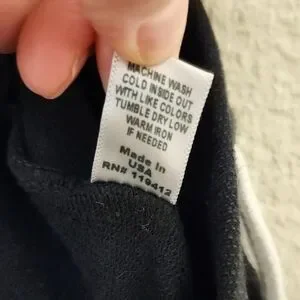 MACHINE WASH
COLD INSIDE OUT
WITH LIKE COLORS
TUMBLE DRY LOW
WARM IRON
IF NEEDED
Made In
USA
RN# 119412